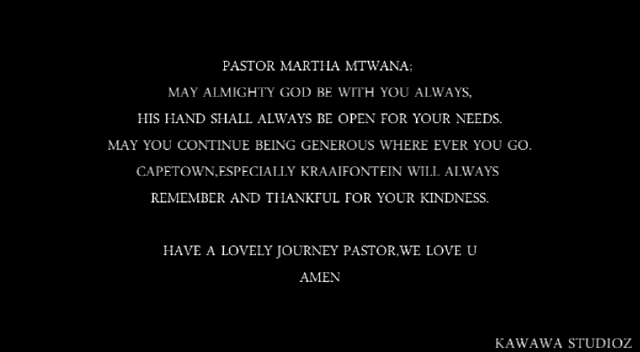 PASTOR MARTHA MTWANA;
MAY ALMIGHTY GOD BE WITH YOU ALWAYS,
HIS HAND SHALL ALWAYS BE OPEN FOR YOUR NEEDS.
MAY YOU CONTINUE BEING GENEROUS WHERE EVER YOU GO.
CAPETOWN,ESPECIALLY KRAAIFONTEIN WILL ALWAYS
REMEMBER AND THANKFUL FOR YOUR KINDNESS.
HAVE A LOVELY JOURNEY PASTOR,WE LOVE U
AMEN
KAWAWA STUDIOZ